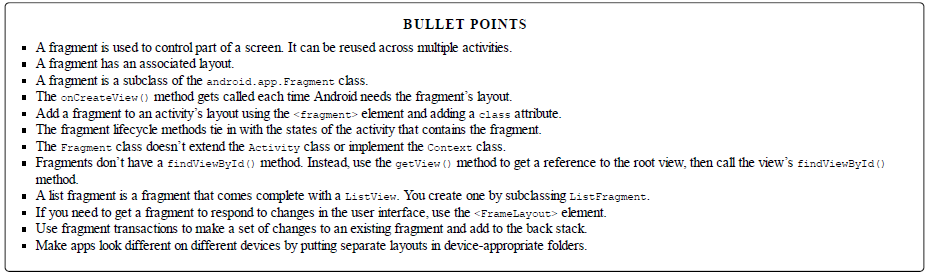 BULLET POINTS
▪ A fragment is used to control part of a screen. It can be reused across multiple activities.
▪ A fragment has an associated layout.
▪ A fragment is a subclass of the android.app.Fragment class.
▪ The onCreateView() method gets called each time Android needs the fragment’s layout.
▪ Add a fragment to an activity’s layout using the <fragment> element and adding a class attribute.
▪ The fragment lifecycle methods tie in with the states of the activity that contains the fragment.
▪ The Fragment class doesn’t extend the Activity class or implement the Context class.
▪ Fragments don’t have a findViewById() method. Instead, use the getView() method to get a reference to the root view, then call the view’s findViewById()
method.
▪ A list fragment is a fragment that comes complete with a ListView. You create one by subclassing ListFragment.
▪ If you need to get a fragment to respond to changes in the user interface, use the <FrameLayout> element.
▪ Use fragment transactions to make a set of changes to an existing fragment and add to the back stack.
▪ Make apps look different on different devices by putting separate layouts in device-appropriate folders.